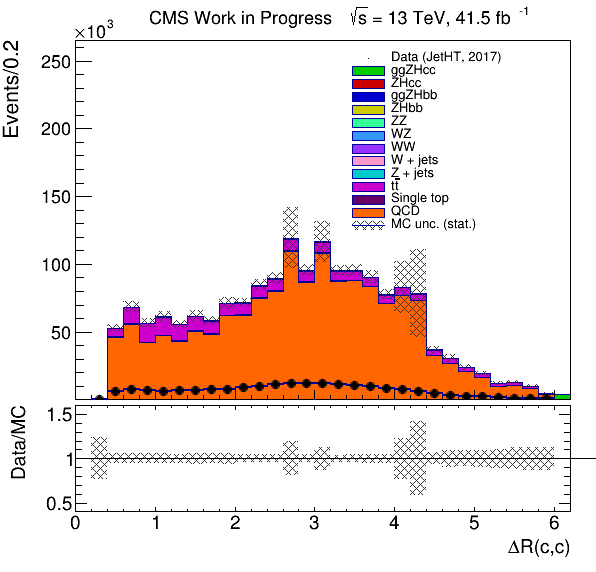 CMS Work in Progress √s = 13 TeV, 41.5 fb⁻¹
×10³
Events/0.2
250
200
150
100
50
Data (JetHT, 2017)
ggZHcc
ZHcc
ggZHbb
ZHbb
ZZ
WZ
WW
W + jets
Z + jets
tt̄
Single top
QCD
MC unc. (stat.)
Data/MC
1.5
1
0.5
0 1 2 3 4 5 6
ΔR(c,c)